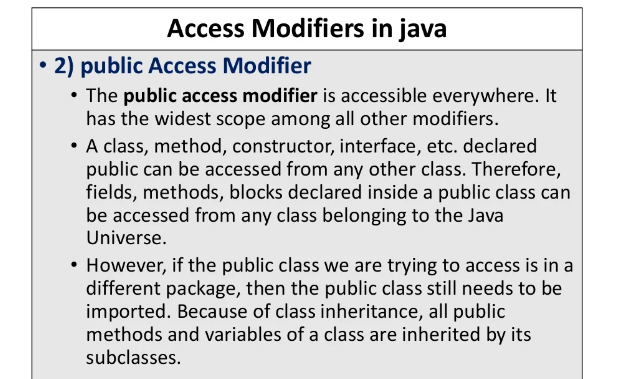 Access Modifiers in java
• 2) public Access Modifier
• The public access modifier is accessible everywhere. It
has the widest scope among all other modifiers.
• A class, method, constructor, interface, etc. declared
public can be accessed from any other class. Therefore,
fields, methods, blocks declared inside a public class can
be accessed from any class belonging to the Java
Universe.
• However, if the public class we are trying to access is in a
different package, then the public class still needs to be
imported. Because of class inheritance, all public
methods and variables of a class are inherited by its
subclasses.